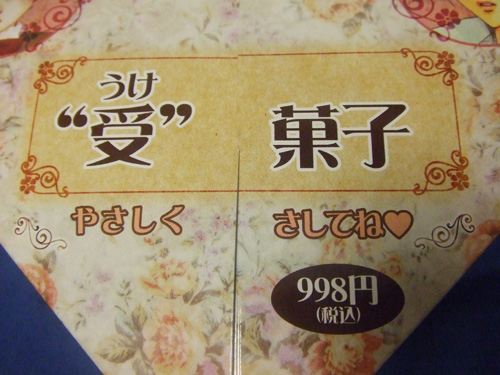 うけ
“受” 菓子
やさしく さしてね♥
998円
(税込)